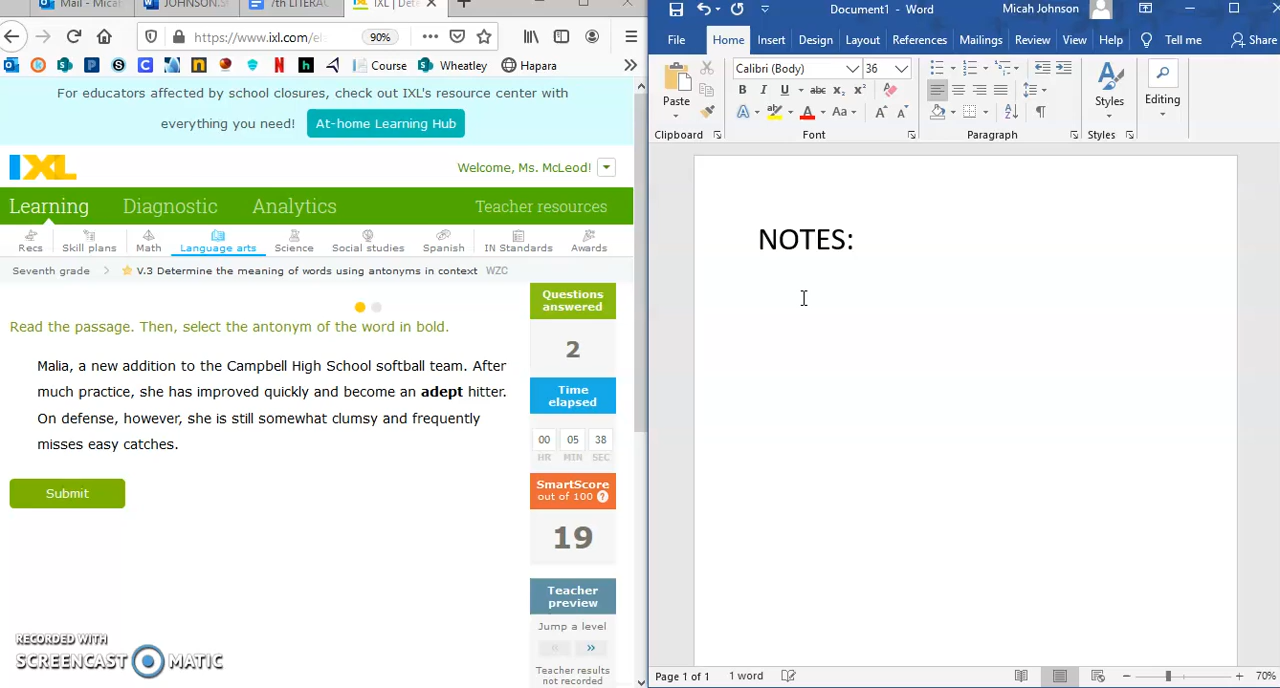 Mail - Mica
JOHNSON.S
7th LITERAC
IXL | Dete
https://www.ixl.com/el
90%
Course
Wheatley
Hapara
For educators affected by school closures, check out IXL's resource center with
everything you need!
At-home Learning Hub
IXL
Welcome, Ms. McLeod!
Learning
Diagnostic
Analytics
Teacher resources
Recs
Skill plans
Math
Language arts
Science
Social studies
Spanish
IN Standards
Awards
Seventh grade
V.3 Determine the meaning of words using antonyms in context
WZC
Read the passage. Then, select the antonym of the word in bold.
Malia, a new addition to the Campbell High School softball team. After
much practice, she has improved quickly and become an adept hitter.
On defense, however, she is still somewhat clumsy and frequently
misses easy catches.
Submit
Questions
answered
2
Time
elapsed
00 05 38
HR MIN SEC
SmartScore
out of 100 ?
19
Teacher
preview
Jump a level
« »
Teacher results
not recorded
RECORDED WITH
SCREENCAST MATIC
Document1 - Word
Micah Johnson
File Home Insert Design Layout References Mailings Review View Help Tell me Share
Paste
Calibri (Body)
36
B I U abc x₂ x²
A A Aa A A
Styles
Editing
Clipboard Font Paragraph Styles
NOTES:
Page 1 of 1
1 word
70%